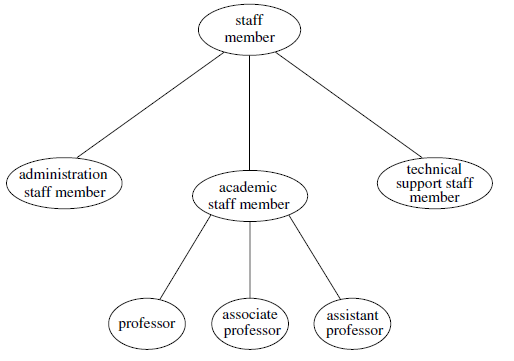 staff
member
administration
staff member
academic
staff member
technical
support staff
member
professor
associate
professor
assistant
professor